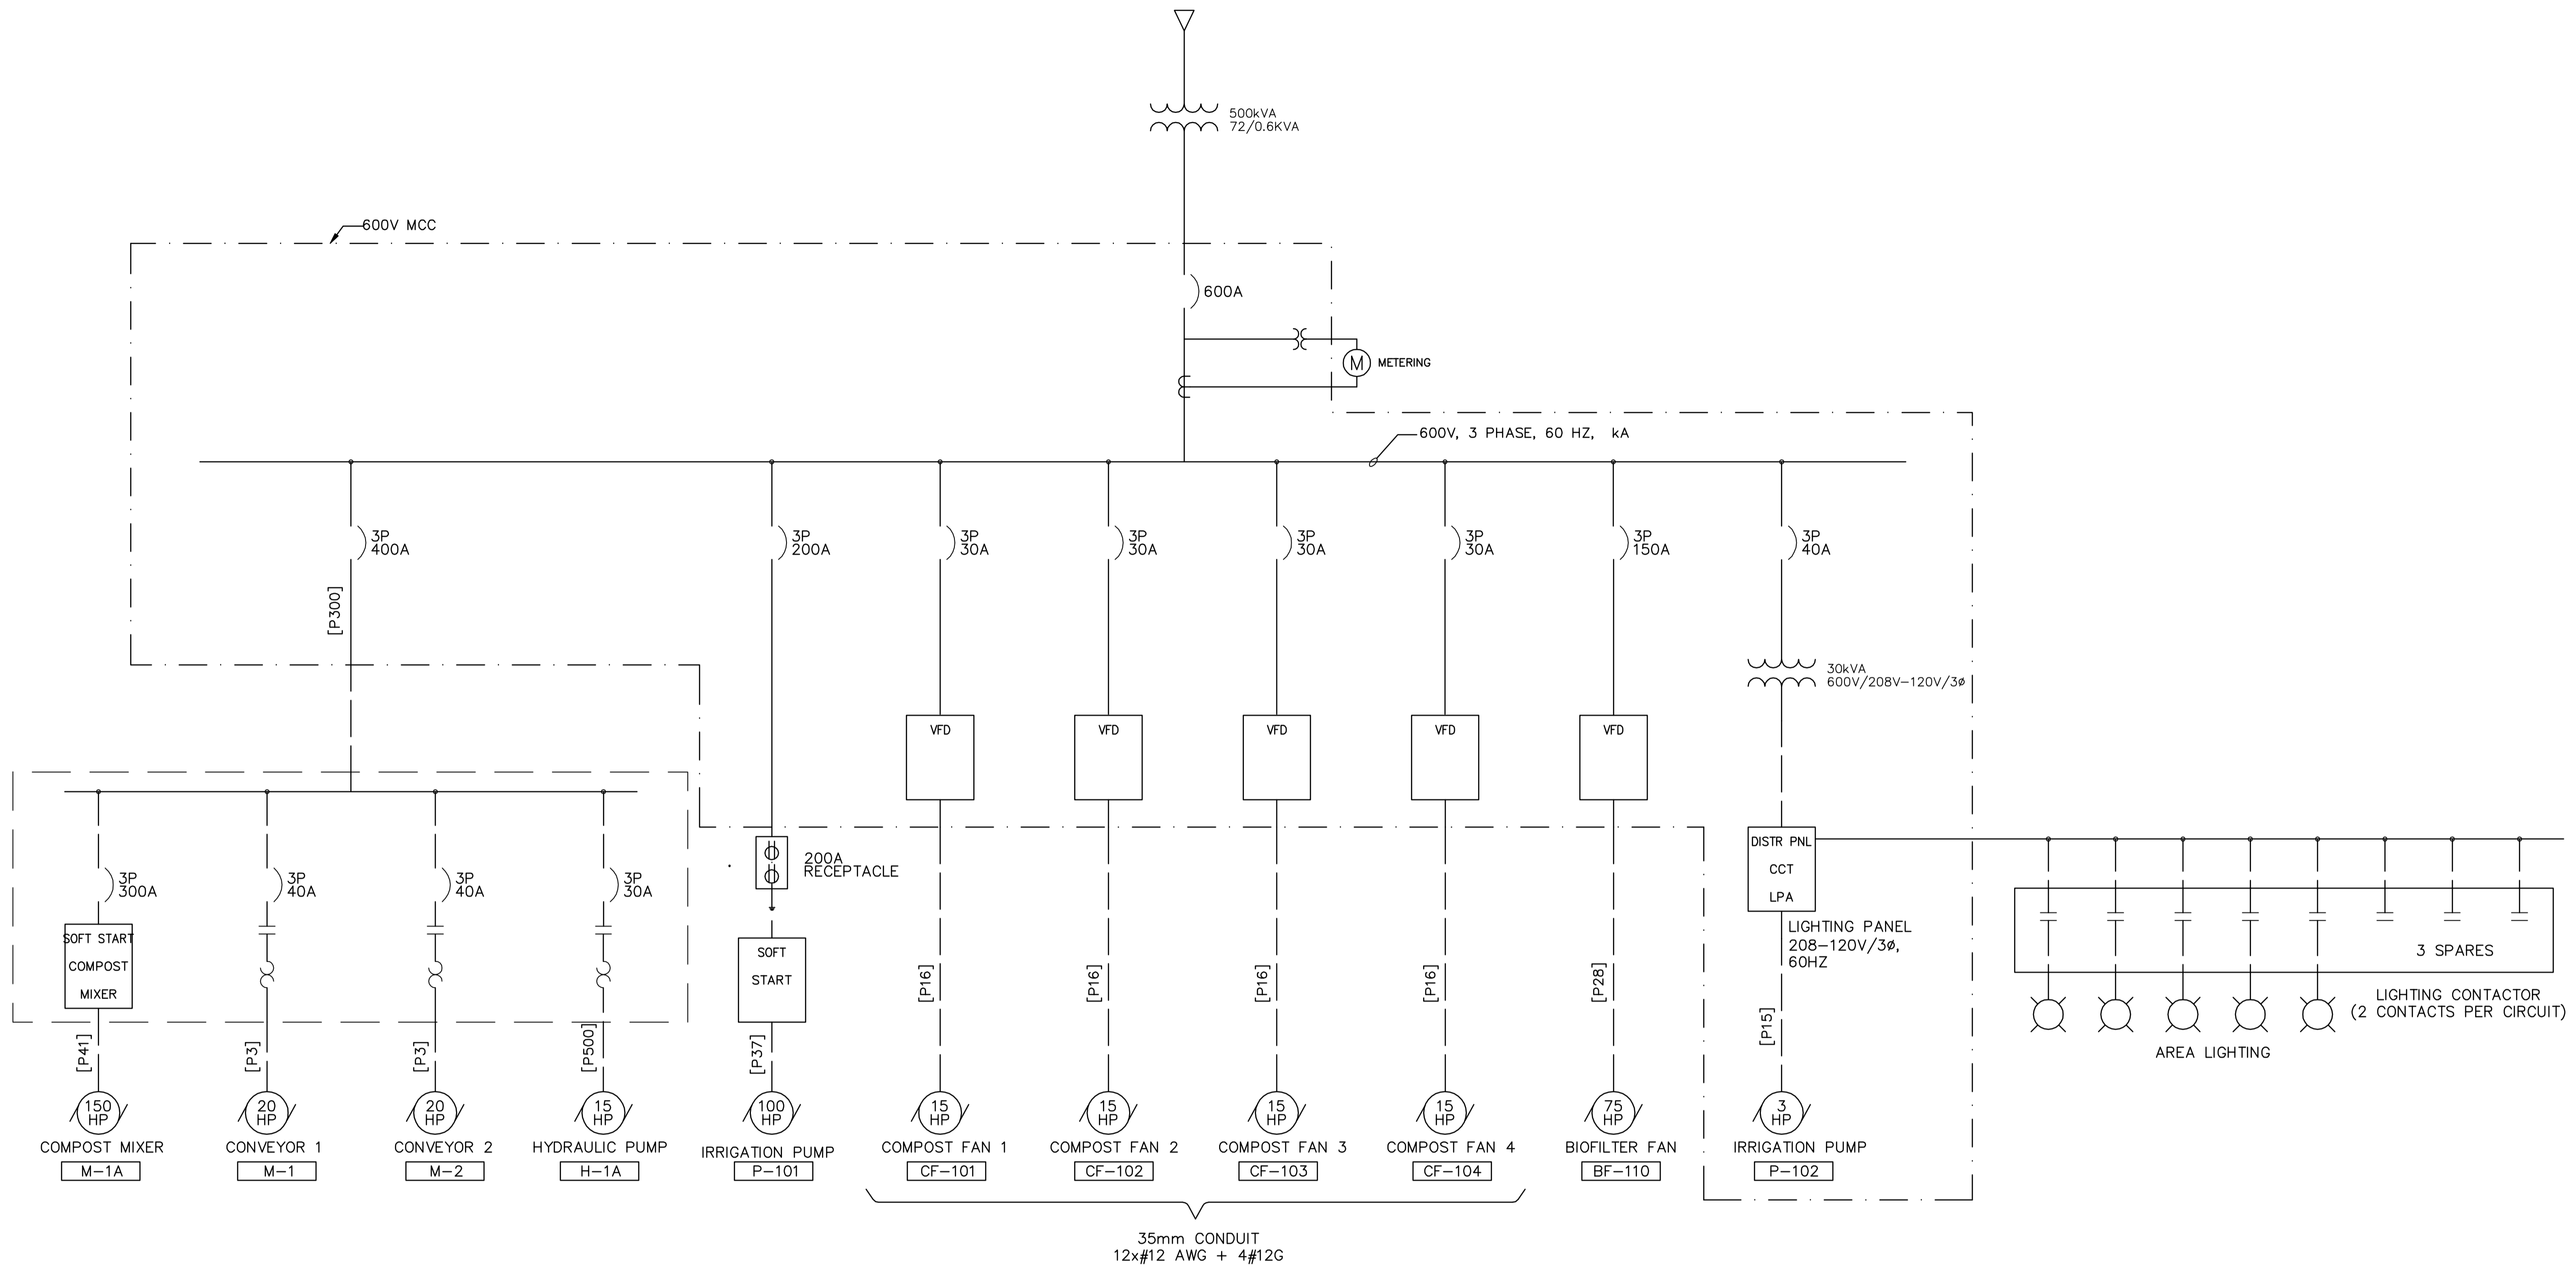 500kVA
72/0.6KVA
600V MCC
600A
M
METERING
600V, 3 PHASE, 60 HZ, kA
3P
400A
3P
200A
3P
30A
3P
30A
3P
30A
3P
30A
3P
150A
3P
40A
[P300]
30kVA
600V/208V-120V/3ø
VFD
VFD
VFD
VFD
VFD
3P
300A
3P
40A
3P
40A
3P
30A
200A
RECEPTACLE
DISTR PNL
CCT
LPA
SOFT START
COMPOST
MIXER
SOFT
START
LIGHTING PANEL
208-120V/3ø,
60HZ
3 SPARES
LIGHTING CONTACTOR
(2 CONTACTS PER CIRCUIT)
AREA LIGHTING
[P41]
[P3]
[P3]
[P500]
[P37]
[P16]
[P16]
[P16]
[P16]
[P28]
[P15]
150
HP
20
HP
20
HP
15
HP
100
HP
15
HP
15
HP
15
HP
15
HP
75
HP
3
HP
COMPOST MIXER
M-1A
CONVEYOR 1
M-1
CONVEYOR 2
M-2
HYDRAULIC PUMP
H-1A
IRRIGATION PUMP
P-101
COMPOST FAN 1
CF-101
COMPOST FAN 2
CF-102
COMPOST FAN 3
CF-103
COMPOST FAN 4
CF-104
BIOFILTER FAN
BF-110
IRRIGATION PUMP
P-102
35mm CONDUIT
12x#12 AWG + 4#12G